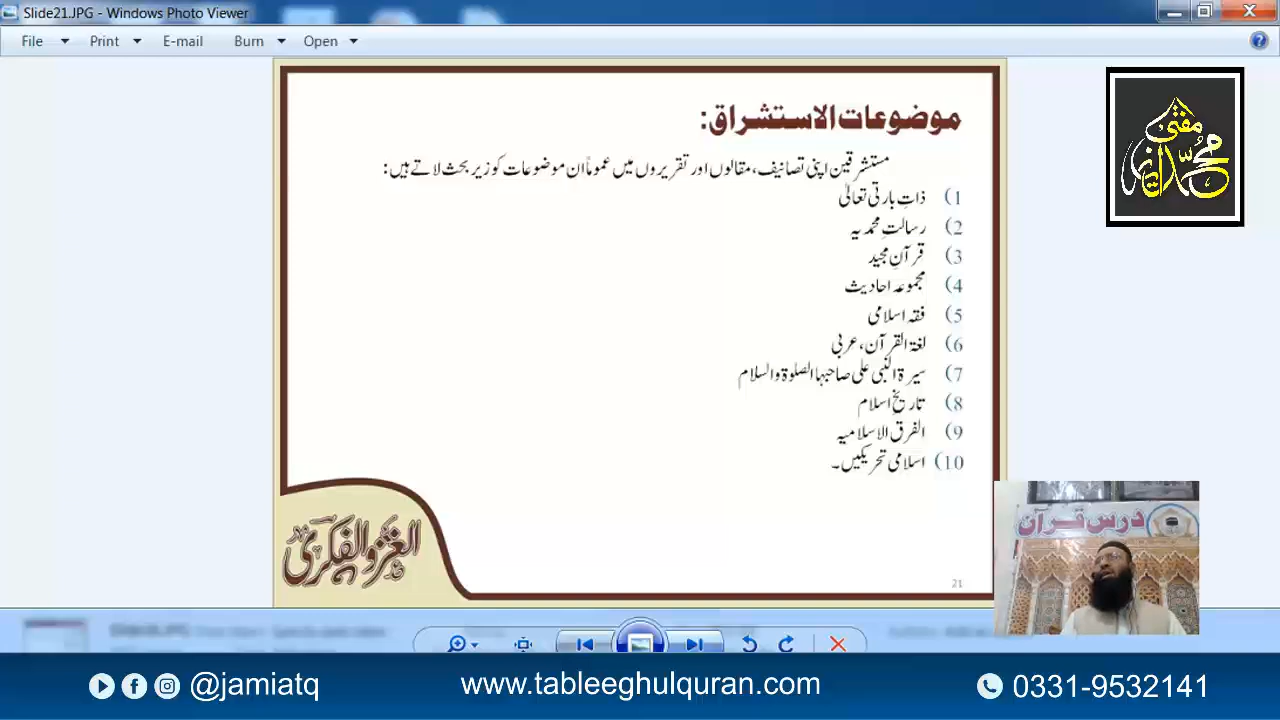 Slide21.JPG - Windows Photo Viewer
File Print E-mail Burn Open
موضوعات الاستشراق:
مستشرقین اپنی تصانیف، مقالوں اور تقریروں میں عموماً ان موضوعات کو زیر بحث لاتے ہیں:
1) ذاتِ بارتی تعالیٰ
2) رسالتِ محمدیہ
3) قرآنِ مجید
4) مجموعہ احادیث
5) فقہ اسلامی
6) لغۃ القرآن، عربی
7) سیرۃ النبی علی صاحبہا الصلوۃ والسلام
8) تاریخِ اسلام
9) الفرق الاسلامیہ
10) اسلامی تحریکیں۔
الغزو الفکری
21
مفتی محمد
درس قرآن
@jamiatq www.tableeghulquran.com 0331-9532141